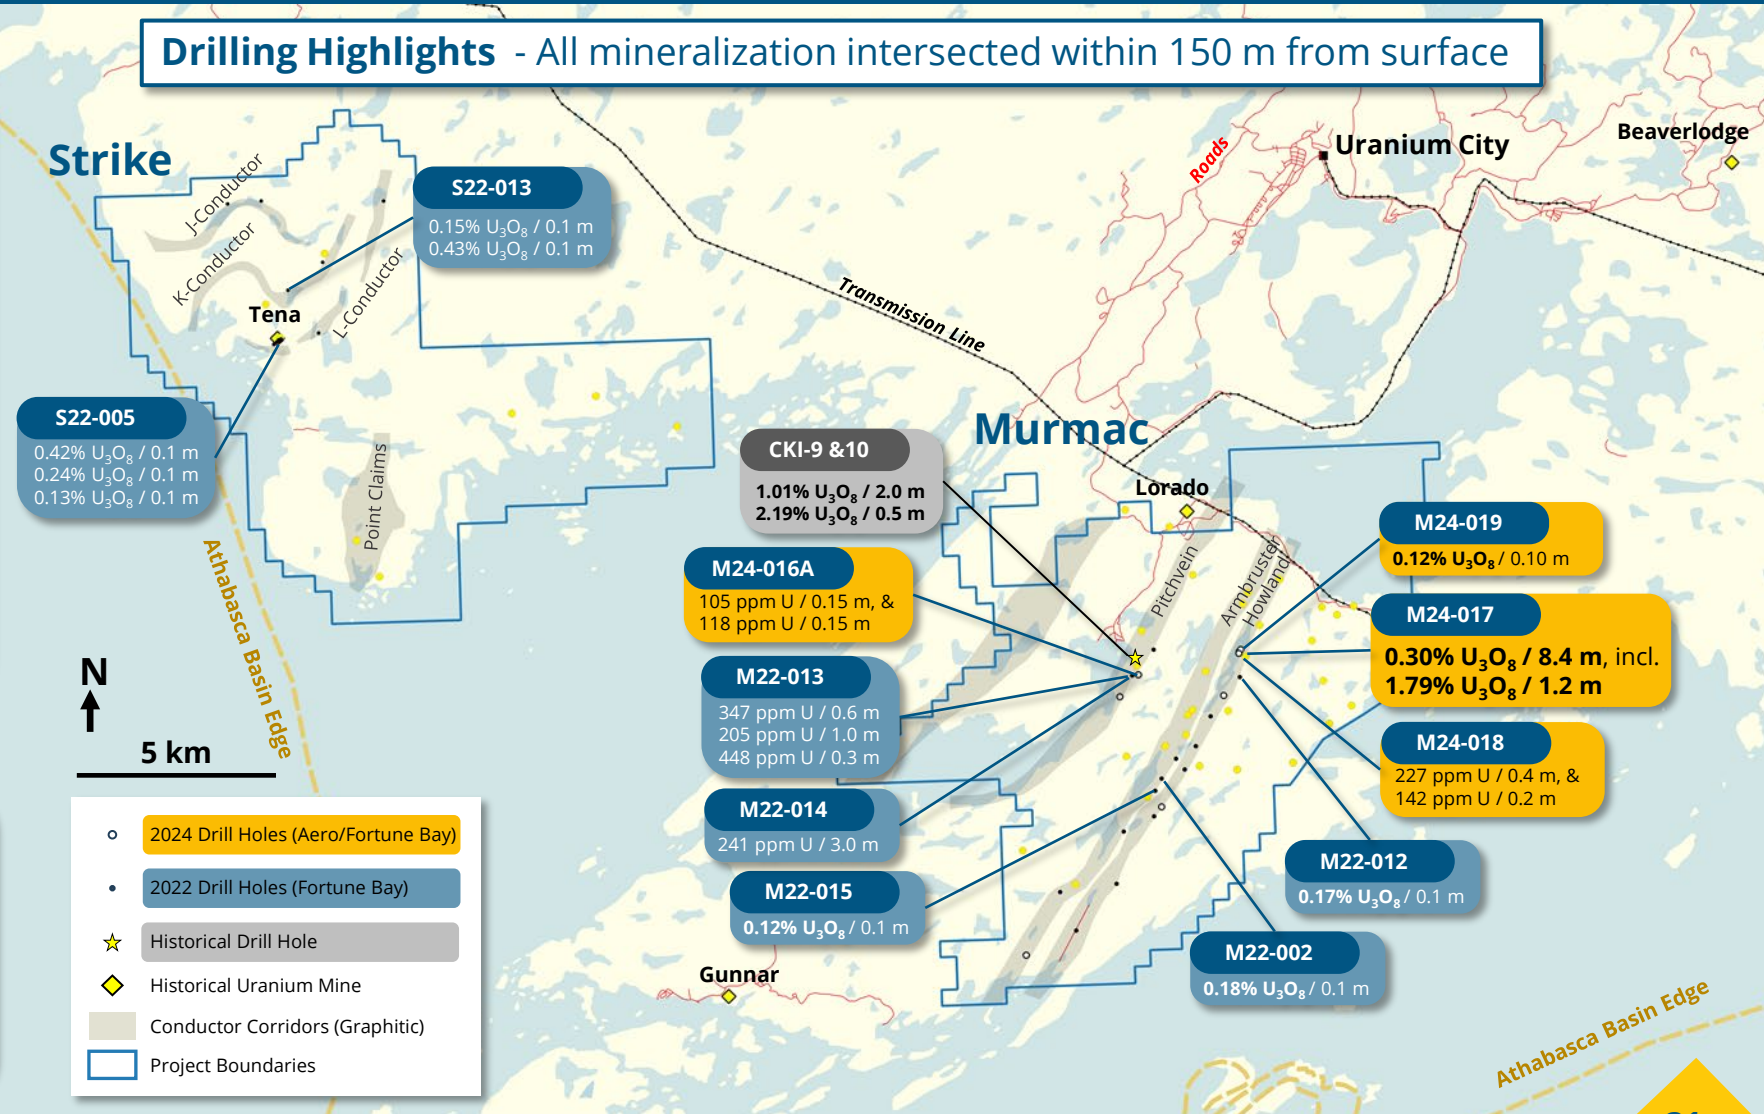 Drilling Highlights - All mineralization intersected within 150 m from surface
Strike
J-Conductor
K-Conductor
L-Conductor
Tena
S22-013
0.15% U₃O₈ / 0.1 m
0.43% U₃O₈ / 0.1 m
S22-005
0.42% U₃O₈ / 0.1 m
0.24% U₃O₈ / 0.1 m
0.13% U₃O₈ / 0.1 m
Point Claims
Athabasca Basin Edge
Transmission Line
Roads
Uranium City
Beaverlodge
Murmac
Lorado
Pitchvein
Armbruster
Howland
CKI-9 &10
1.01% U₃O₈ / 2.0 m
2.19% U₃O₈ / 0.5 m
M24-016A
105 ppm U / 0.15 m, &
118 ppm U / 0.15 m
M22-013
347 ppm U / 0.6 m
205 ppm U / 1.0 m
448 ppm U / 0.3 m
M22-014
241 ppm U / 3.0 m
M22-015
0.12% U₃O₈ / 0.1 m
M24-019
0.12% U₃O₈ / 0.10 m
M24-017
0.30% U₃O₈ / 8.4 m, incl.
1.79% U₃O₈ / 1.2 m
M24-018
227 ppm U / 0.4 m, &
142 ppm U / 0.2 m
M22-012
0.17% U₃O₈ / 0.1 m
M22-002
0.18% U₃O₈ / 0.1 m
Gunnar
Athabasca Basin Edge
N
5 km
2024 Drill Holes (Aero/Fortune Bay)
2022 Drill Holes (Fortune Bay)
Historical Drill Hole
Historical Uranium Mine
Conductor Corridors (Graphitic)
Project Boundaries